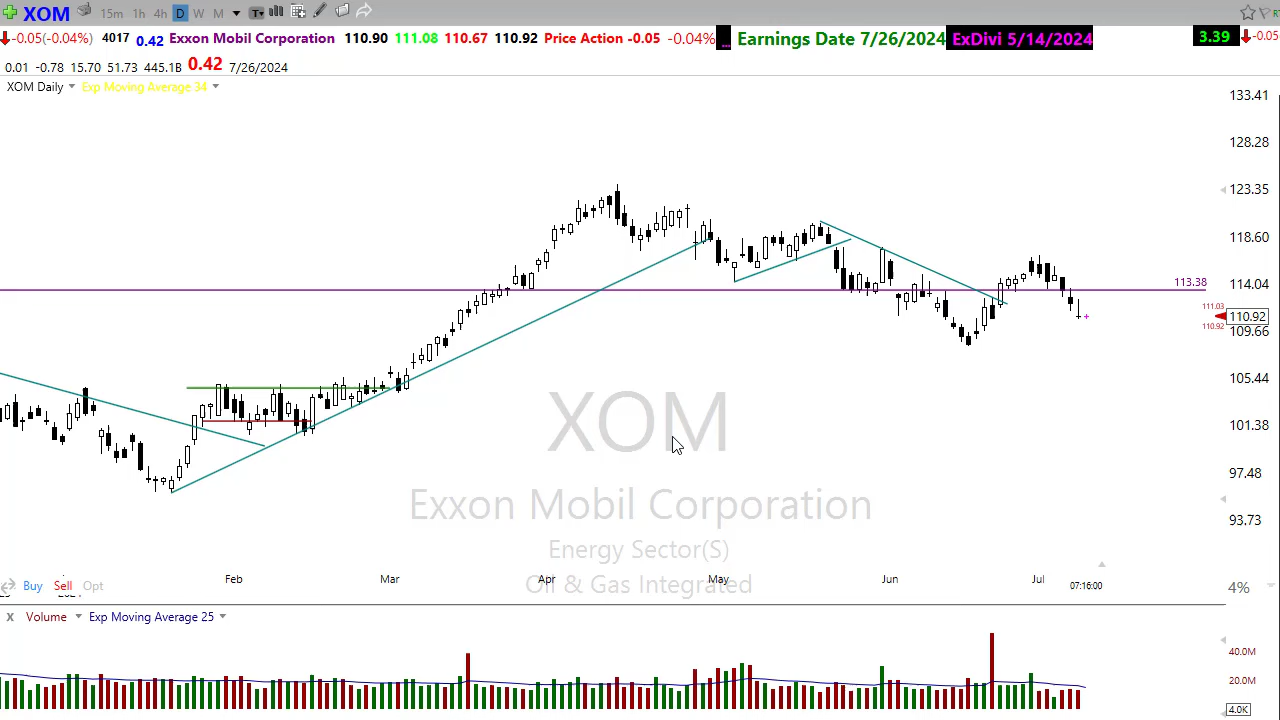 XOM 15m 1h 4h D W M T
-0.05(-0.04%) 4017 0.42 Exxon Mobil Corporation 110.90 111.08 110.67 110.92 Price Action -0.05 -0.04% ... Earnings Date 7/26/2024 ExDivi 5/14/2024 3.39 -0.05
0.01 -0.78 15.70 51.73 445.1B 0.42 7/26/2024
XOM Daily Exp Moving Average 34
133.41
128.28
123.35
118.60
113.38
114.04
111.03
110.92
110.92
109.66
105.44
101.38
97.48
93.73
XOM
Exxon Mobil Corporation
Energy Sector(S)
Oil & Gas Integrated
Buy Sell Opt
Feb Mar Apr May Jun Jul
07:16:00
4%
X Volume Exp Moving Average 25
40.0M
20.0M
4.0K